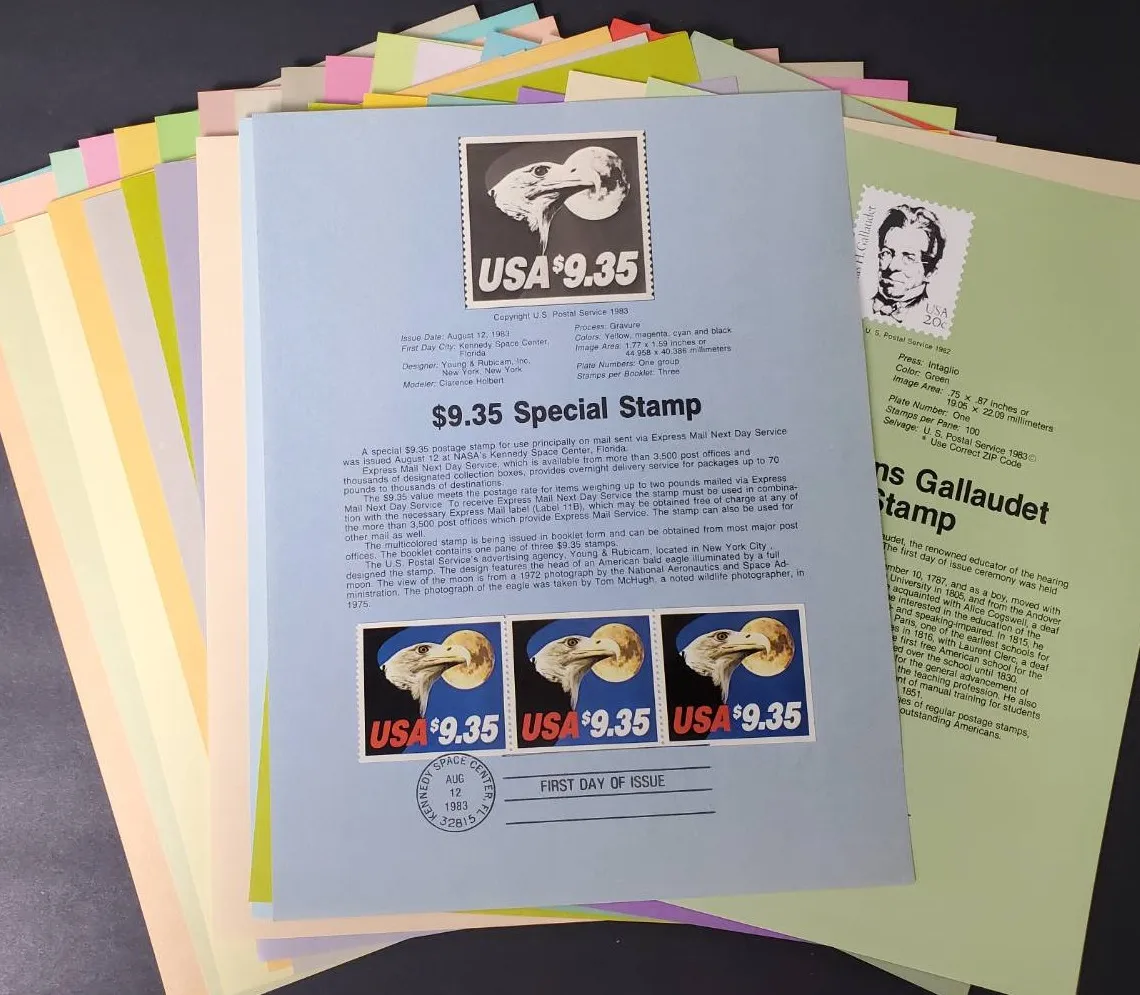 USA $9.35
Copyright U.S. Postal Service 1983
Issue Date: August 12, 1983
First Day City: Kennedy Space Center,
Florida
Designer: Young & Rubicam, Inc.
New York, New York
Modeler: Clarence Holbert
Process: Gravure
Colors: Yellow, magenta, cyan and black
Image Area: 1.77 x 1.59 inches or
44.958 x 40.386 millimeters
Plate Numbers: One group
Stamps per Booklet: Three
$9.35 Special Stamp
A special $9.35 postage stamp for use principally on mail sent via Express Mail Next Day Service
was issued August 12 at NASA's Kennedy Space Center, Florida.
Express Mail Next Day Service, which is available from more than 3,500 post offices and
thousands of designated collection boxes, provides overnight delivery service for packages up to 70
pounds to thousands of destinations.
The $9.35 value meets the postage rate for items weighing up to two pounds mailed via Express
Mail Next Day Service. To receive Express Mail Next Day Service the stamp must be used in combina-
tion with the necessary Express Mail label (Label 11B), which may be obtained free of charge at any of
the more than 3,500 post offices which provide Express Mail Service. The stamp can also be used for
other mail as well.
The multicolored stamp is being issued in booklet form and can be obtained from most major post
offices. The booklet contains one pane of three $9.35 stamps.
The U.S. Postal Service's advertising agency, Young & Rubicam, located in New York City,
designed the stamp. The design features the head of an American bald eagle illuminated by a full
moon. The view of the moon is from a 1972 photograph by the National Aeronautics and Space Ad-
ministration. The photograph of the eagle was taken by Tom McHugh, a noted wildlife photographer, in
1975.
USA $9.35
USA $9.35
USA $9.35
KENNEDY SPACE CENTER, FL
AUG
12
1983
32815
FIRST DAY OF ISSUE
H. Gallaudet
USA
20c
U. S. Postal Service 1982
Press: Intaglio
Color: Green
Image Area: .75 x .87 inches or
19.05 x 22.09 millimeters
Plate Number: One
Stamps per Pane: 100
Selvage: U. S. Postal Service 1983 ©
* Use Correct ZIP Code
ns Gallaudet
Stamp
audet, the renowned educator of the hearing
The first day of issue ceremony was held
mber 10, 1787, and as a boy, moved with
University in 1805, and from the Andover
acquainted with Alice Cogswell, a deaf
e interested in the education of the
and speaking-impaired. In 1815, he
Paris, one of the earliest schools for
s in 1816, with Laurent Clerc, a deaf
first free American school for the
ed over the school until 1830.
for the general advancement of
the teaching profession. He also
nt of manual training for students
1851.
ies of regular postage stamps,
outstanding Americans.